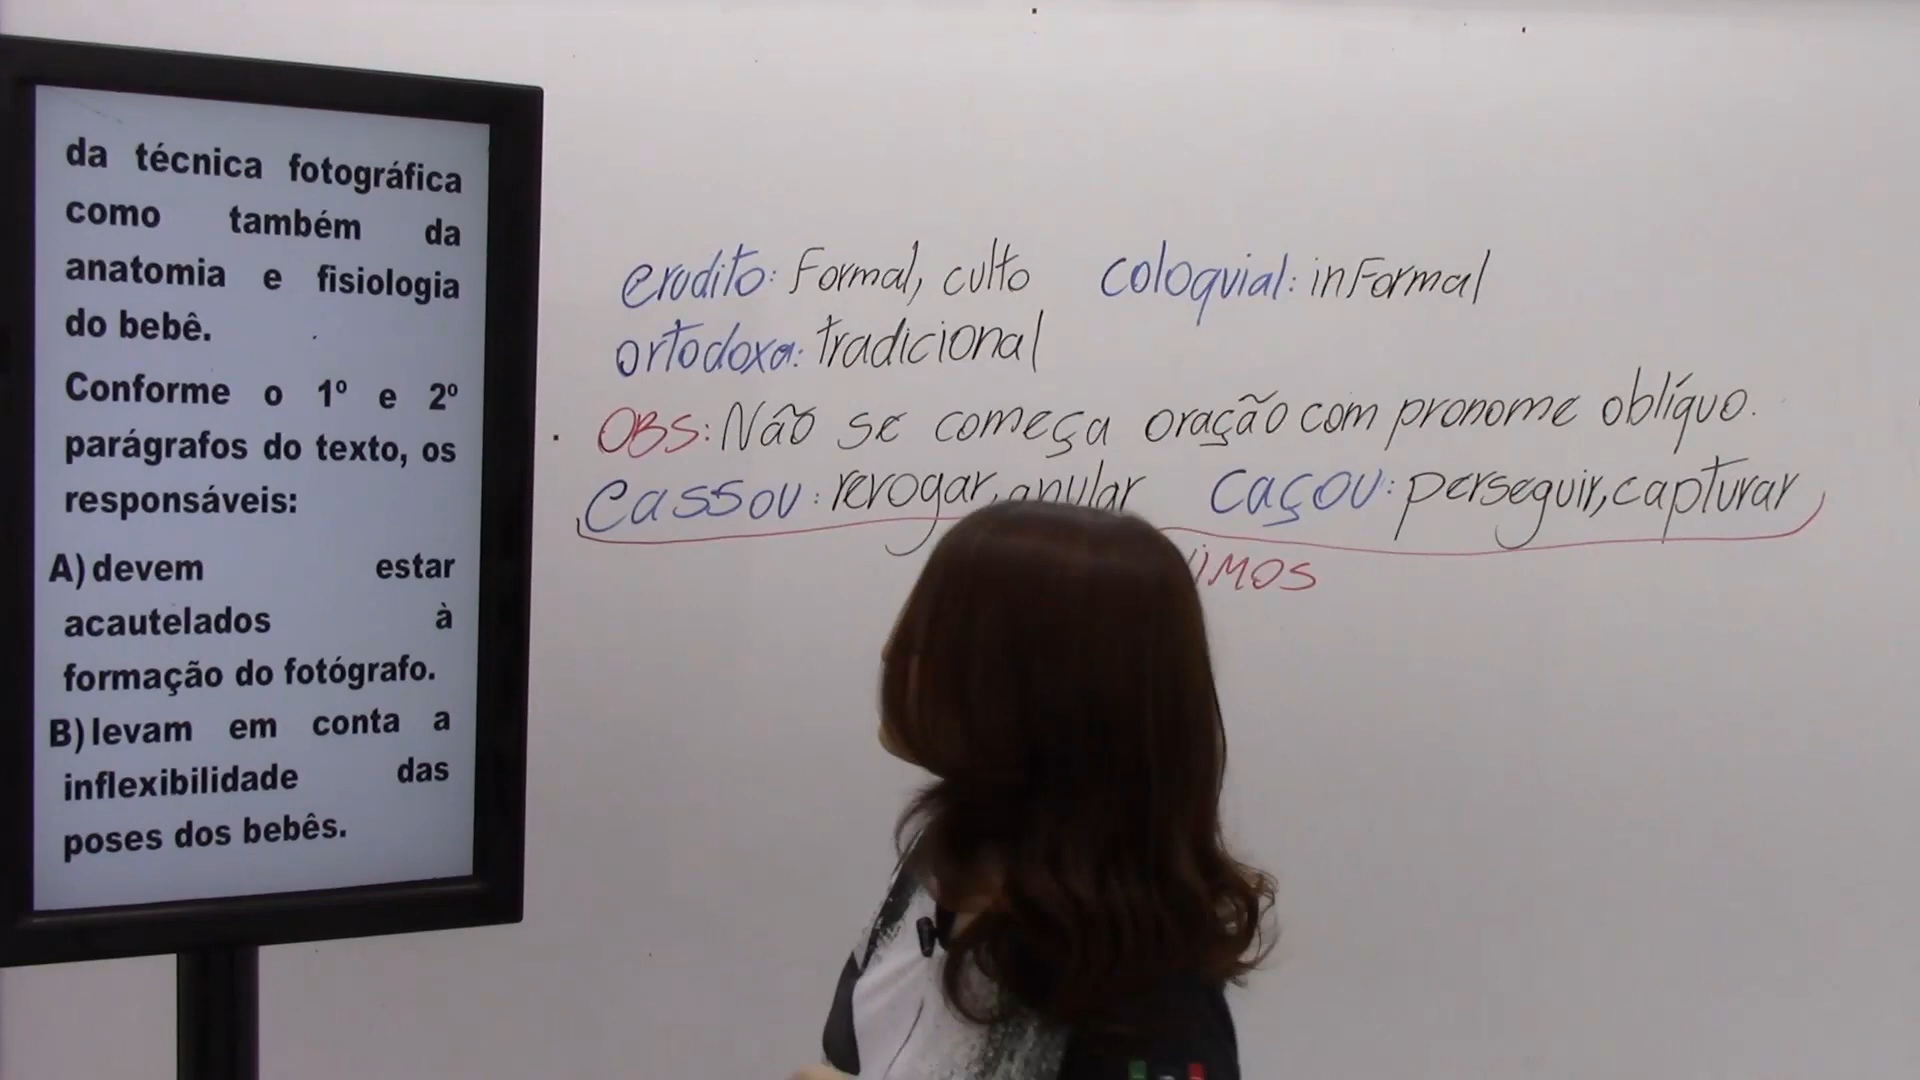 da técnica fotográfica
como também da
anatomia e fisiologia
do bebê.
Conforme o 1º e 2º
parágrafos do texto, os
responsáveis:
A) devem estar
acautelados à
formação do fotógrafo.
B) levam em conta a
inflexibilidade das
poses dos bebês.
erudito: Formal, culto coloquial: informal
ortodoxa: tradicional
OBS: Não se começa oração com pronome oblíquo.
Cassou: revogar, anular Caçou: perseguir, capturar